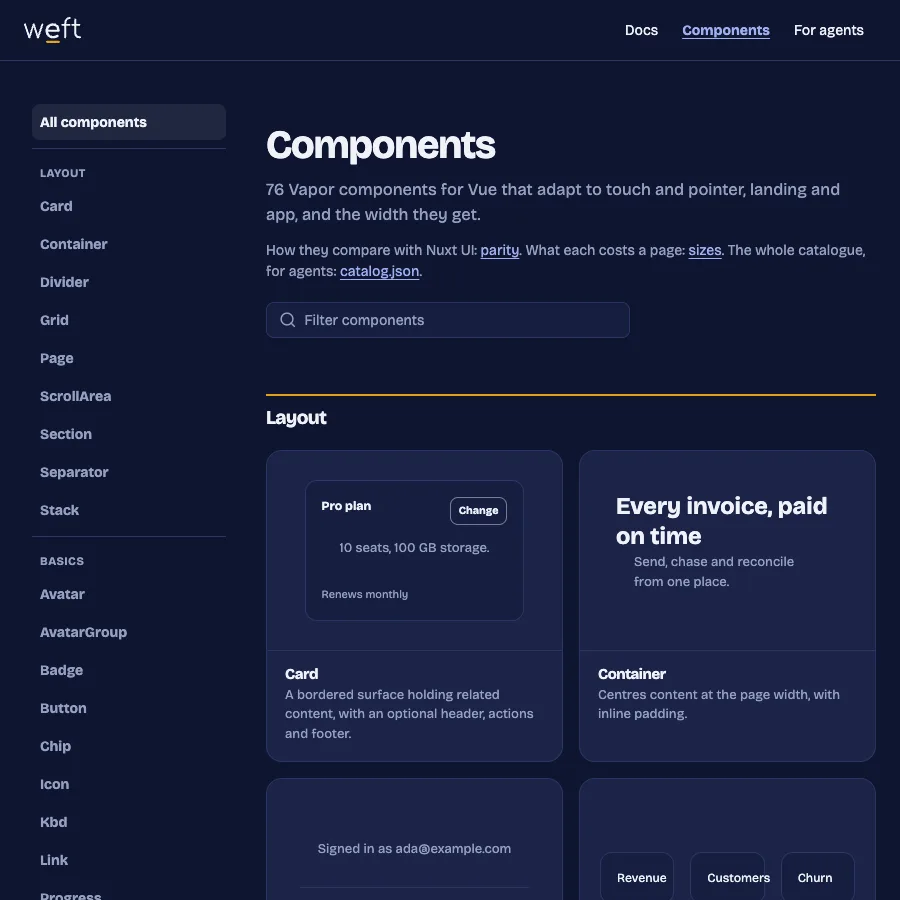 weft
Docs
Components
For agents
All components
LAYOUT
Card
Container
Divider
Grid
Page
ScrollArea
Section
Separator
Stack
BASICS
Avatar
AvatarGroup
Badge
Button
Chip
Icon
Kbd
Link
Progress
Components
76 Vapor components for Vue that adapt to touch and pointer, landing and
app, and the width they get.
How they compare with Nuxt UI: parity. What each costs a page: sizes. The whole catalogue,
for agents: catalog.json.
Filter components
Layout
Pro plan
Change
10 seats, 100 GB storage.
Renews monthly
Card
A bordered surface holding related
content, with an optional header, actions
and footer.
Every invoice, paid
on time
Send, chase and reconcile
from one place.
Container
Centres content at the page width, with
inline padding.
Signed in as ada@example.com
Revenue
Customers
Churn